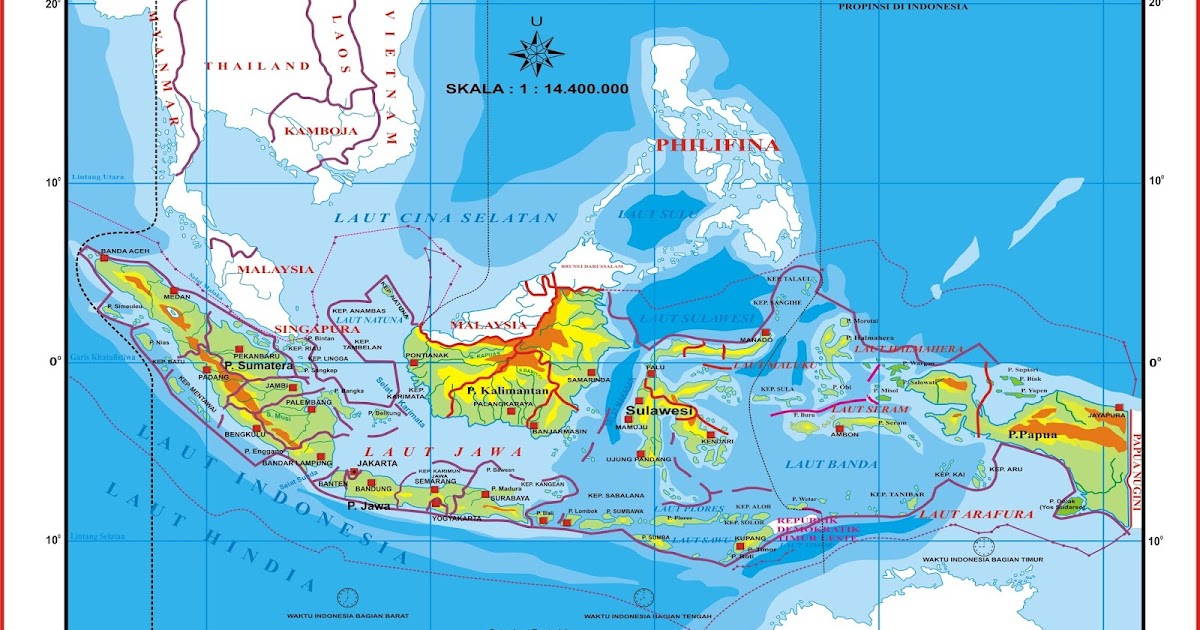 20°
20°
PROPINSI DI INDONESIA
MYANMAR
THAILAND
LAOS
VIETNAM
U
SKALA : 1 : 14.400.000
KAMBOJA
PHILIFINA
10°
Lintang Utara
10°
LAUT CINA SELATAN
LAUT SULU
BANDA ACEH
MALAYSIA
BRUNEI DARUSSALAM
KEP. TALAUD
Selat Malaka
MEDAN
P. Simeulou
KEP. NATUNA
KEP. ANAMBAS
LAUT NATUNA
KEP. SANGIHE
LAUT SULAWESI
SINGAPURA
MALAYSIA
P. Morotai
P. Bintan
MANADO
P. Halmahera
P. Nias
KEP. RIAU
KEP. TAMBELAN
LAUT HALMAHERA
PEKANBARU
KEP. LINGGA
PONTIANAK
S. KAPUAS
0°
Garis Khatulistiwa
KEP. BATU
P. Sumatera
LAUT MALUKU
P. Waigeo
0°
PADANG
P. Sangkap
PALU
P. Supiori
SAMARINDA
P. Biak
JAMBI
P. Bangka
Selat Karimata
KEP. KARIMATA
P. Kalimantan
KEP. SULA
P. Obi
P. Misol
Salowati
P. Yapen
KEP. MENTAWAI
PALEMBANG
PALANGKARAYA
P. Belitung
Sulawesi
LAUT SERAM
JAYAPURA
S. Musi
P. Buru
P. Seram
BENGKULU
BANJARMASIN
MAMUJU
AMBON
P.Papua
KENDARI
P. Enggano
LAUT JAWA
UJUNG PANDANG
LAUT BANDA
PAPUA NUGINI
BANDAR LAMPUNG
JAKARTA
KEP. KARIMUN JAWA
P. Bawean
KEP. ARU
KEP. KAI
Selat Sunda
BANTEN
BANDUNG
SEMARANG
P. Madura
KEP. KANGEAN
KEP. SABALANA
KEP. TANIBAR
P. Wetar
SURABAYA
P. Dolak
(Yos Sudarso)
P. Jawa
YOGYAKARTA
P. Bali
P. Lombok
P. SUMBAWA
LAUT FLORES
P. Flores
KEP. ALOR
KEP. SOLOR
REPUBLIK
DEMOKRATIK
TIMUR LESTE
LAUT ARAFURA
LAUT INDONESIA
LAUT HINDIA
Lintang Selatan
10°
P. SUMBA
LAUT SAWU
KUPANG
P. Timor
P. Roti
LAUT TIMOR
10°
WAKTU INDONESIA BAGIAN TIMUR
WAKTU INDONESIA BAGIAN BARAT
WAKTU INDONESIA BAGIAN TENGAH